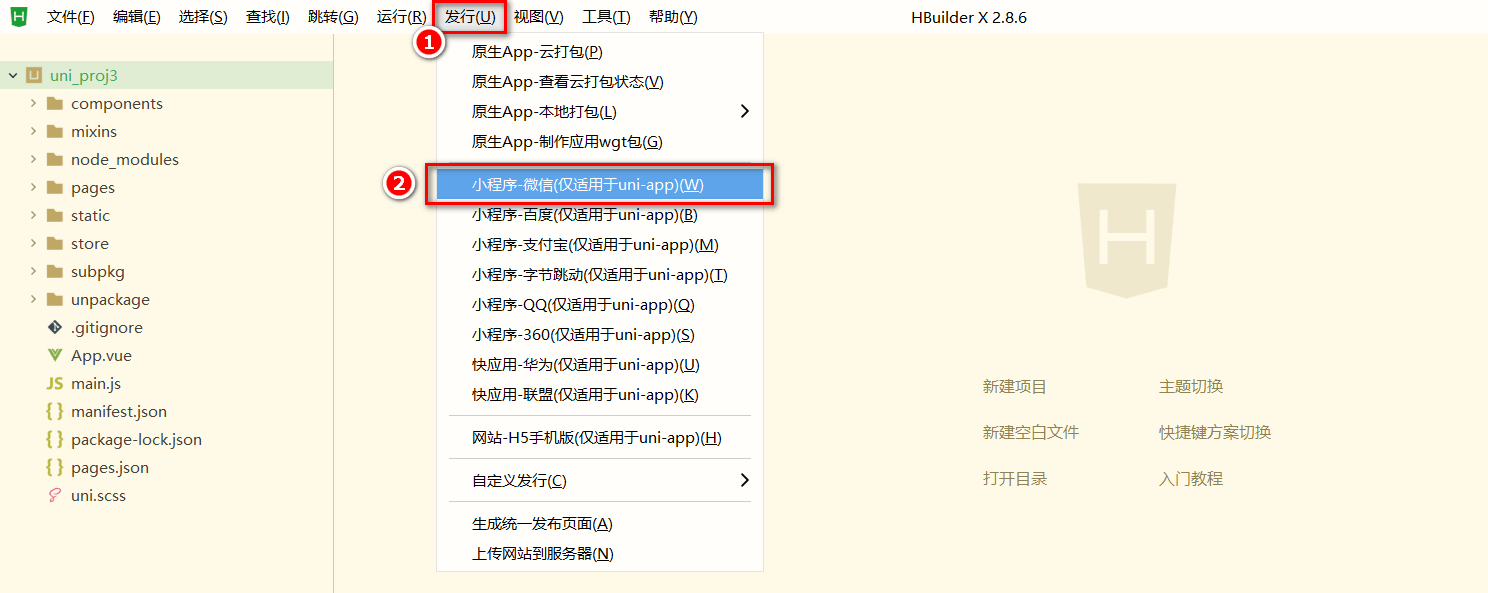 文件(F) 编辑(E) 选择(S) 查找(I) 跳转(G) 运行(R) 发行(U) 视图(V) 工具(T) 帮助(Y) HBuilder X 2.8.6
1
uni_proj3
components
mixins
node_modules
pages
static
store
subpkg
unpackage
.gitignore
App.vue
JS main.js
{ } manifest.json
{ } package-lock.json
{ } pages.json
uni.scss
原生App-云打包(P)
原生App-查看云打包状态(V)
原生App-本地打包(L)
原生App-制作应用wgt包(G)
2
小程序-微信(仅适用于uni-app)(W)
小程序-百度(仅适用于uni-app)(B)
小程序-支付宝(仅适用于uni-app)(M)
小程序-字节跳动(仅适用于uni-app)(T)
小程序-QQ(仅适用于uni-app)(Q)
小程序-360(仅适用于uni-app)(S)
快应用-华为(仅适用于uni-app)(U)
快应用-联盟(仅适用于uni-app)(K)
网站-H5手机版(仅适用于uni-app)(H)
自定义发行(C)
生成统一发布页面(A)
上传网站到服务器(N)
H
新建项目 主题切换
新建空白文件 快捷键方案切换
打开目录 入门教程